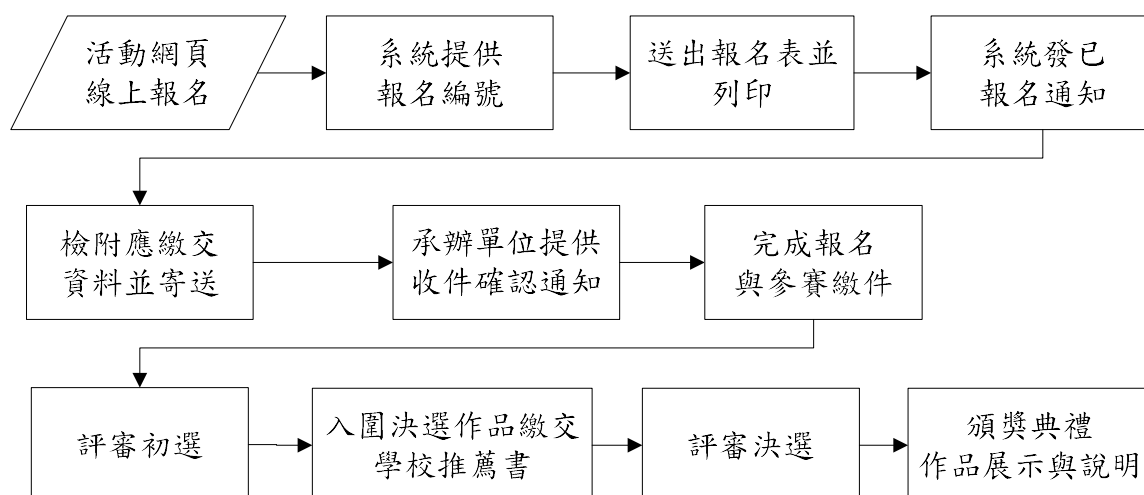 活動網頁
線上報名
系統提供
報名編號
送出報名表並
列印
系統發已
報名通知
檢附應繳交
資料並寄送
承辦單位提供
收件確認通知
完成報名
與參賽繳件
評審初選
入圍決選作品繳交
學校推薦書
評審決選
頒獎典禮
作品展示與說明